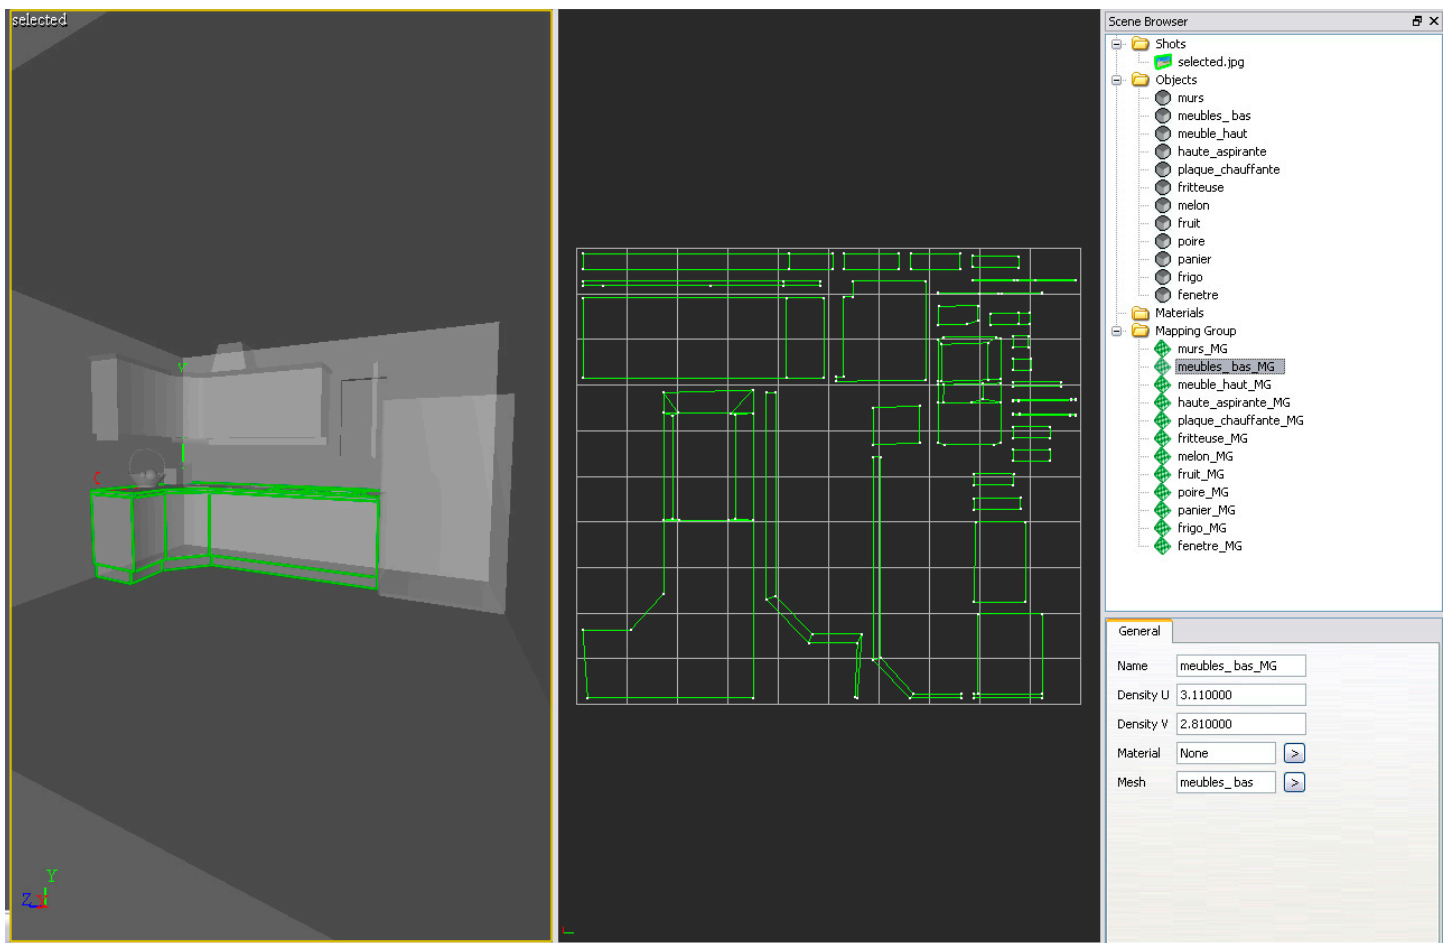 selected
Y
C
Y
Z
Scene Browser
Shots
selected.jpg
Objects
murs
meubles_bas
meuble_haut
haute_aspirante
plaque_chauffante
fritteuse
melon
fruit
poire
panier
frigo
fenetre
Materials
Mapping Group
murs_MG
meubles_bas_MG
meuble_haut_MG
haute_aspirante_MG
plaque_chauffante_MG
fritteuse_MG
melon_MG
fruit_MG
poire_MG
panier_MG
frigo_MG
fenetre_MG
General
Name meubles_bas_MG
Density U 3.110000
Density V 2.810000
Material None >
Mesh meubles_bas >